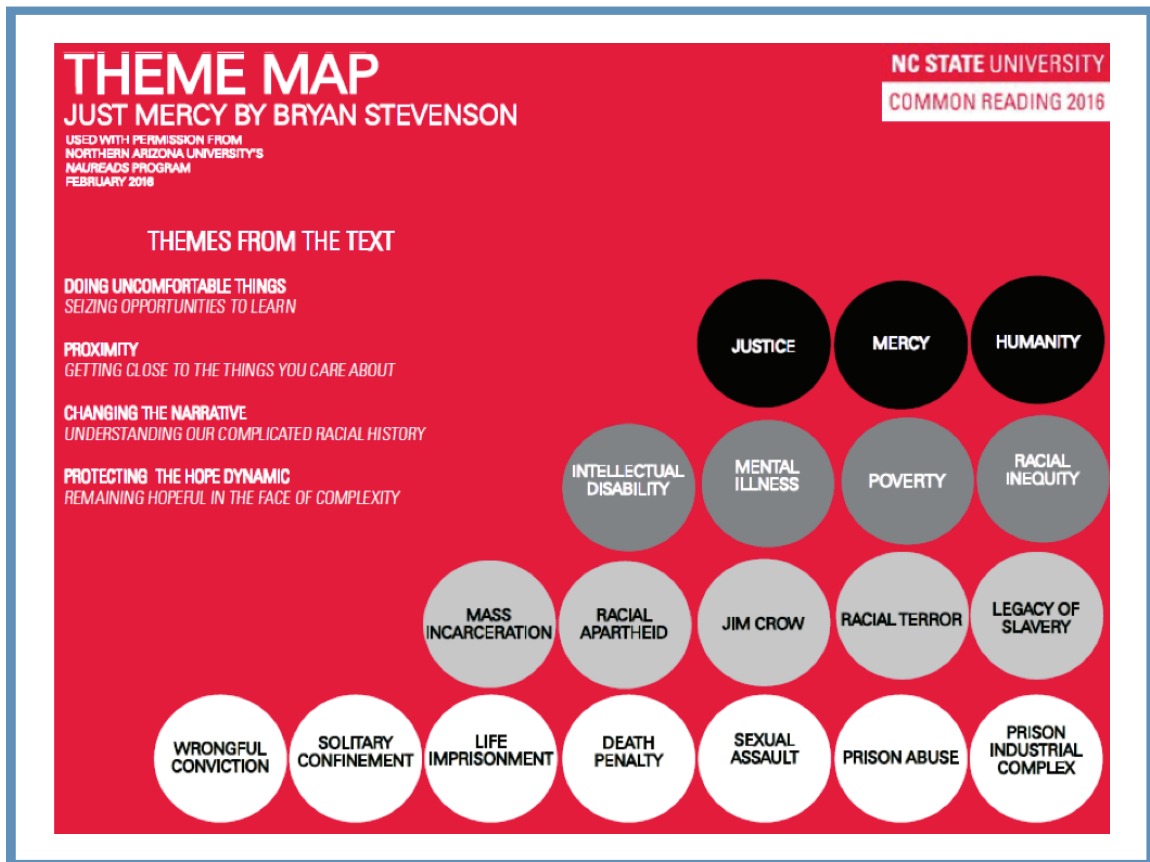 THEME MAP
JUST MERCY BY BRYAN STEVENSON
USED WITH PERMISSION FROM
NORTHERN ARIZONA UNIVERSITY'S
NAUREADS PROGRAM
FEBRUARY 2016
NC STATE UNIVERSITY
COMMON READING 2016
THEMES FROM THE TEXT
DOING UNCOMFORTABLE THINGS
SEIZING OPPORTUNITIES TO LEARN
PROXIMITY
GETTING CLOSE TO THE THINGS YOU CARE ABOUT
CHANGING THE NARRATIVE
UNDERSTANDING OUR COMPLICATED RACIAL HISTORY
PROTECTING THE HOPE DYNAMIC
REMAINING HOPEFUL IN THE FACE OF COMPLEXITY
JUSTICE
MERCY
HUMANITY
INTELLECTUAL
DISABILITY
MENTAL
ILLNESS
POVERTY
RACIAL
INEQUITY
MASS
INCARCERATION
RACIAL
APARTHEID
JIM CROW
RACIAL TERROR
LEGACY OF
SLAVERY
WRONGFUL
CONVICTION
SOLITARY
CONFINEMENT
LIFE
IMPRISONMENT
DEATH
PENALTY
SEXUAL
ASSAULT
PRISON ABUSE
PRISON
INDUSTRIAL
COMPLEX